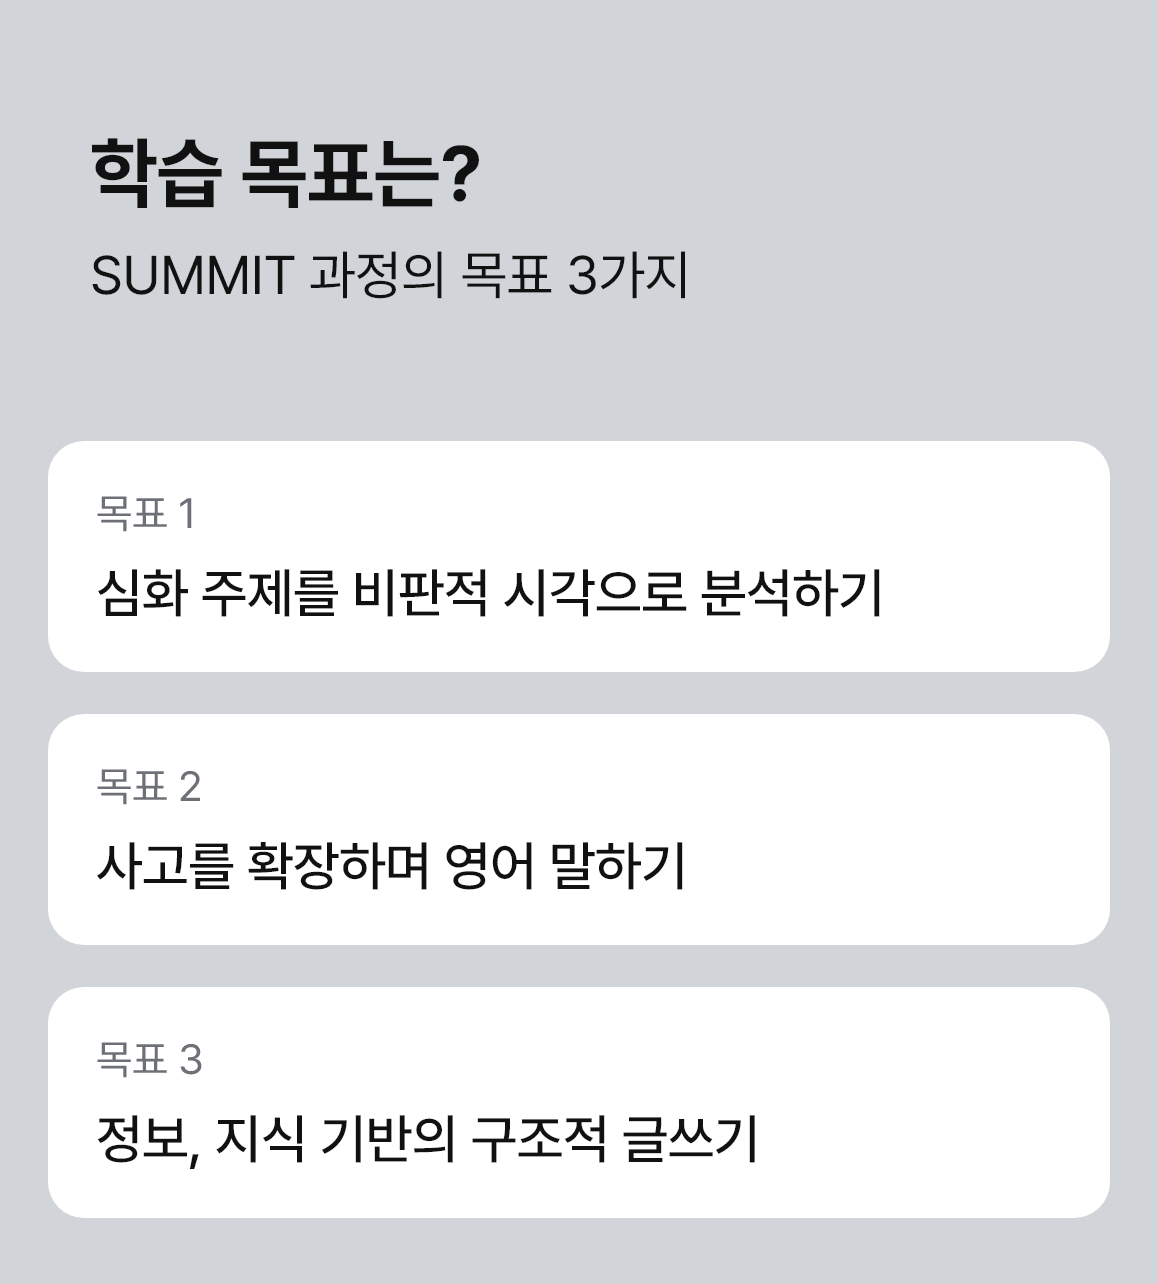 학습 목표는?
SUMMIT 과정의 목표 3가지
목표 1
심화 주제를 비판적 시각으로 분석하기
목표 2
사고를 확장하며 영어 말하기
목표 3
정보, 지식 기반의 구조적 글쓰기